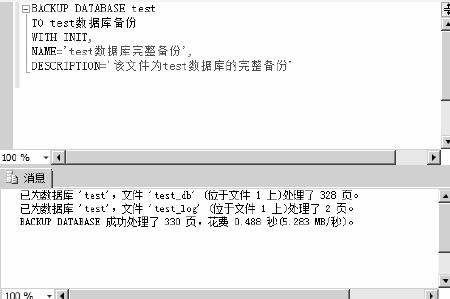 BACKUP DATABASE test
TO test数据库备份
WITH INIT,
NAME='test数据库完整备份',
DESCRIPTION='该文件为test数据库的完整备份'
100 %
消息
已为数据库 'test'，文件 'test_db' (位于文件 1 上)处理了 328 页。
已为数据库 'test'，文件 'test_log' (位于文件 1 上)处理了 2 页。
BACKUP DATABASE 成功处理了 330 页，花费 0.488 秒(5.283 MB/秒)。
100 %